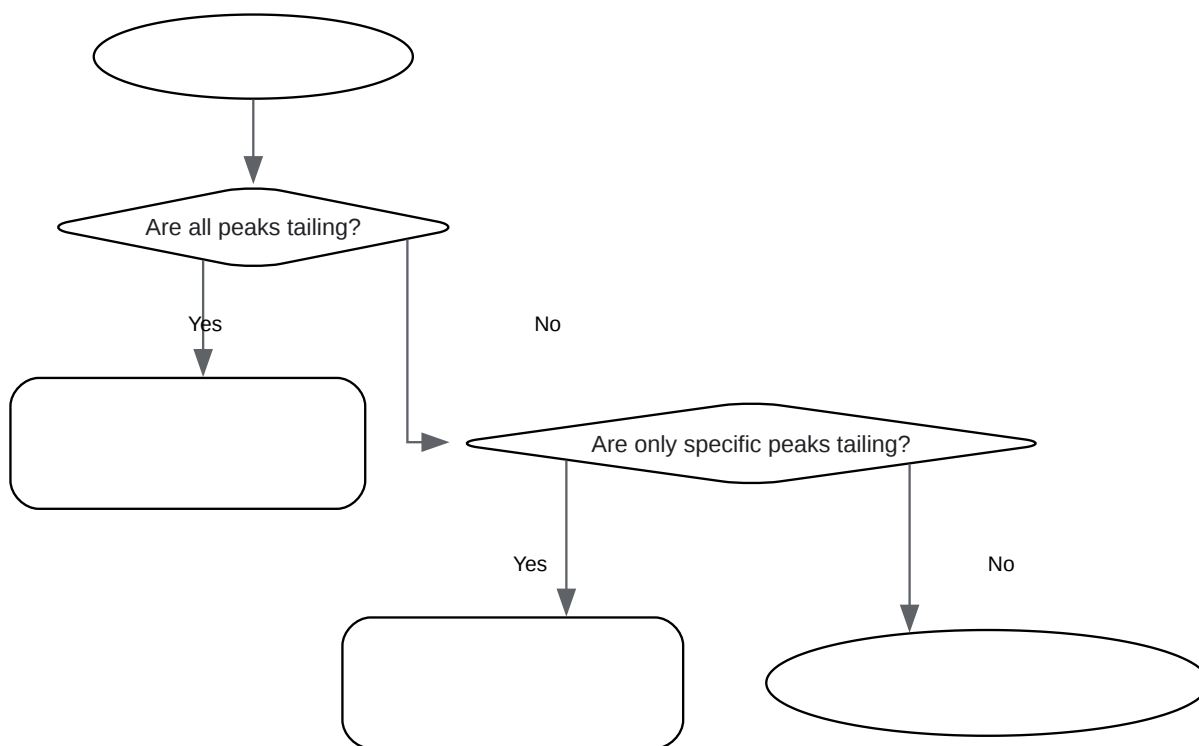 Are all peaks tailing?
Yes
No
Are only specific peaks tailing?
Yes
No